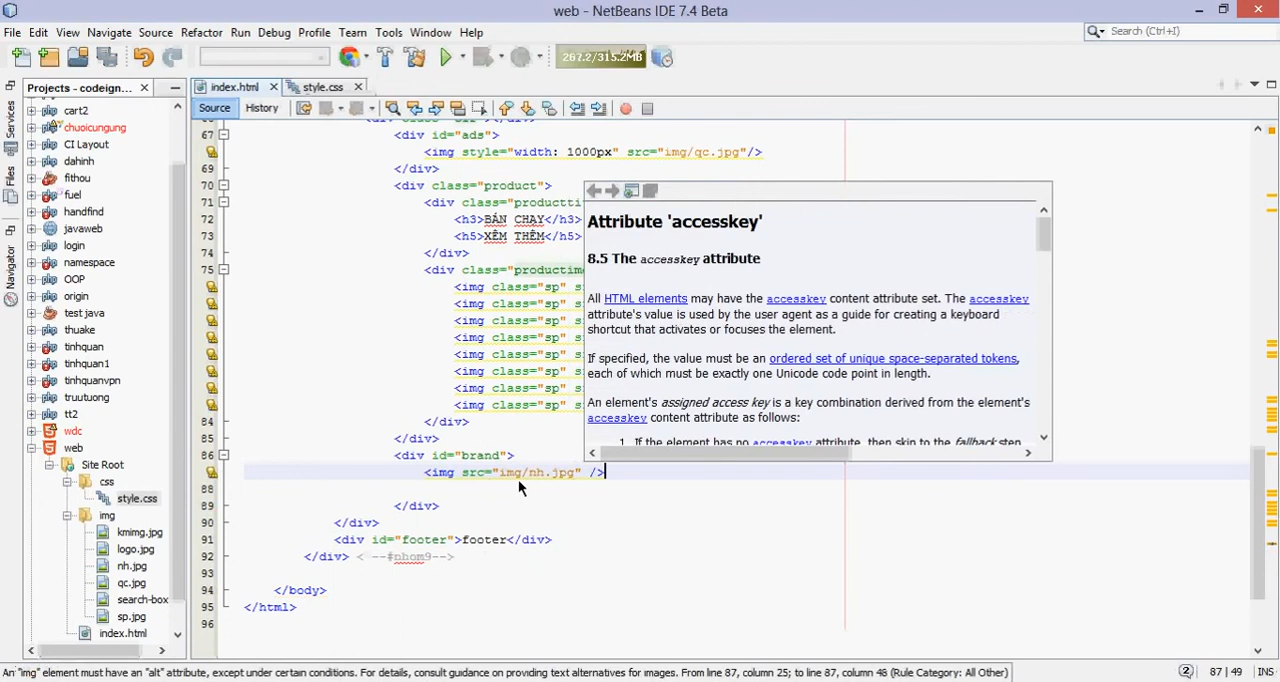 web - NetBeans IDE 7.4 Beta
File Edit View Navigate Source Refactor Run Debug Profile Team Tools Window Help
Search (Ctrl+I)
267.2/315.2MB
Projects - codeign...
index.html
style.css
Source History
Services
Files
Navigator
cart2
chuoicungung
CI Layout
dahinh
fithou
fuel
handfind
javaweb
login
namespace
OOP
origin
test java
thuake
tinhquan
tinhquan1
tinhquanvpn
truutuong
tt2
wdc
web
Site Root
css
style.css
img
kmimg.jpg
logo.jpg
nh.jpg
qc.jpg
search-box
sp.jpg
index.html
67 <div id="ads">
<img style="width: 1000px" src="img/qc.jpg"/>
69 </div>
70 <div class="product">
71 <div class="productti
72 <h3>BÁN CHẠY</h3>
73 <h5>XÊM THÊM</h5>
74 </div>
75 <div class="productim
<img class="sp" s
<img class="sp" s
<img class="sp" s
<img class="sp" s
<img class="sp" s
<img class="sp" s
<img class="sp" s
<img class="sp" s
84 </div>
85 </div>
86 <div id="brand">
<img src="img/nh.jpg" />
88
89 </div>
90 </div>
91 <div id="footer">footer</div>
92 </div> < --#nhom9-->
93
94 </body>
95 </html>
96
Attribute 'accesskey'
8.5 The accesskey attribute
All HTML elements may have the accesskey content attribute set. The accesskey
attribute's value is used by the user agent as a guide for creating a keyboard
shortcut that activates or focuses the element.
If specified, the value must be an ordered set of unique space-separated tokens,
each of which must be exactly one Unicode code point in length.
An element's assigned access key is a key combination derived from the element's
accesskey content attribute as follows:
1. If the element has no accesskey attribute, then skip to the fallback step
An "img" element must have an "alt" attribute, except under certain conditions. For details, consult guidance on providing text alternatives for images. From line 87, column 25; to line 87, column 48 (Rule Category: All Other)
2
87 | 49
INS